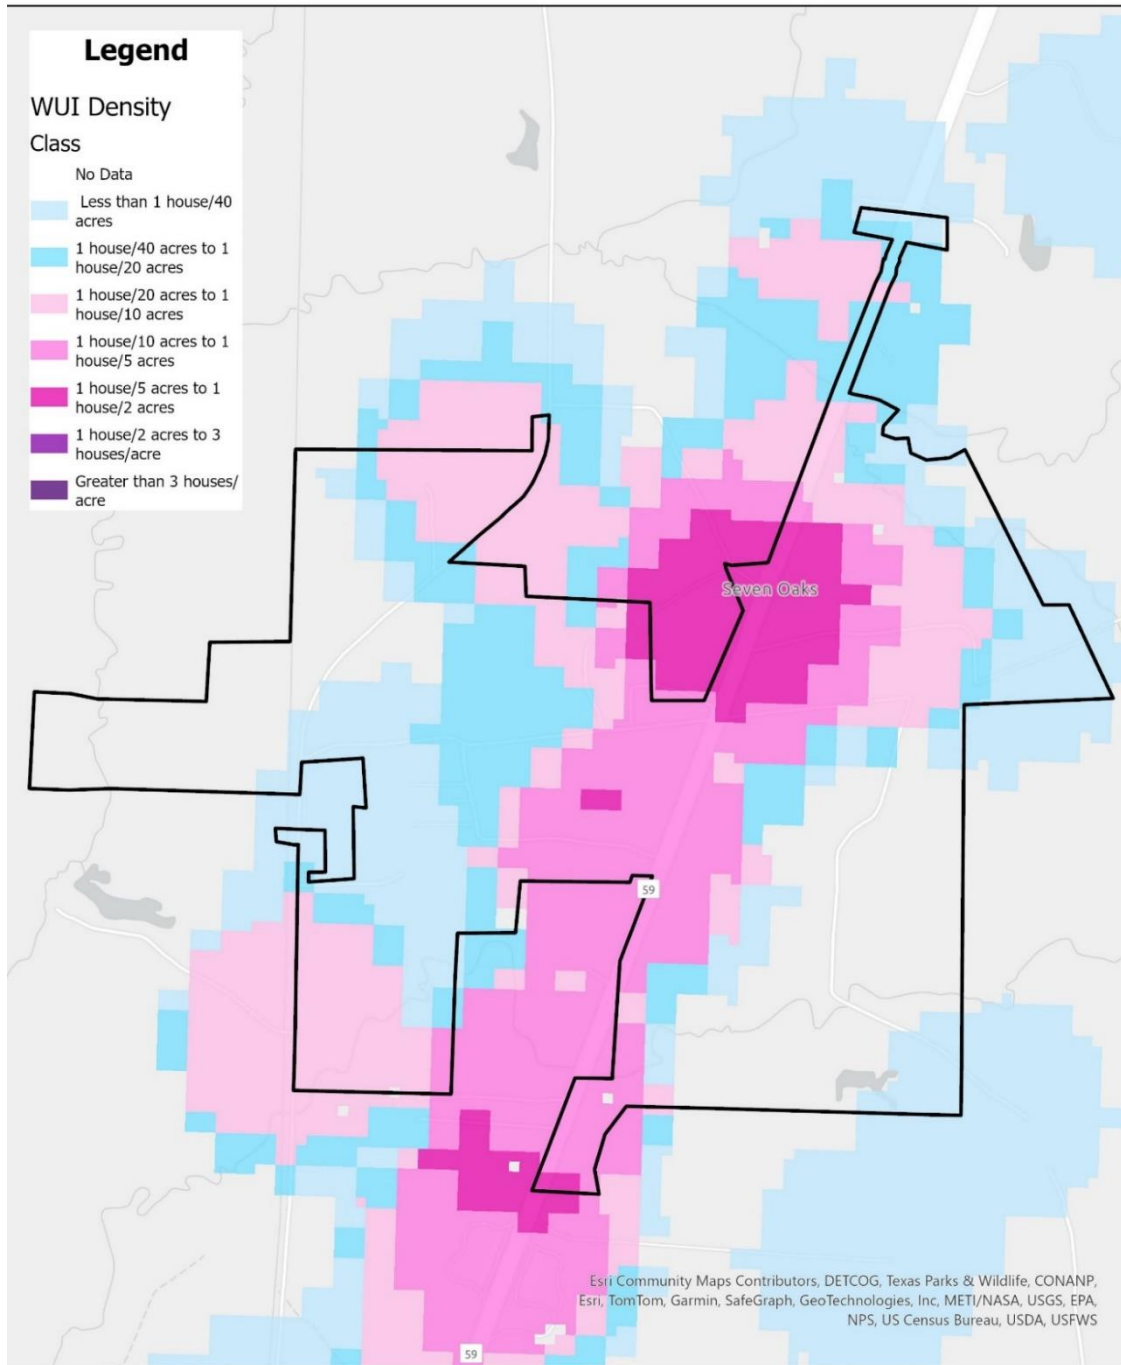 Legend
WUI Density
Class
No Data
Less than 1 house/40
acres
1 house/40 acres to 1
house/20 acres
1 house/20 acres to 1
house/10 acres
1 house/10 acres to 1
house/5 acres
1 house/5 acres to 1
house/2 acres
1 house/2 acres to 3
houses/acre
Greater than 3 houses/
acre
Seven Oaks
59
Esri Community Maps Contributors, DETCOG, Texas Parks & Wildlife, CONANP,
Esri, TomTom, Garmin, SafeGraph, GeoTechnologies, Inc, METI/NASA, USGS, EPA,
NPS, US Census Bureau, USDA, USFWS
59